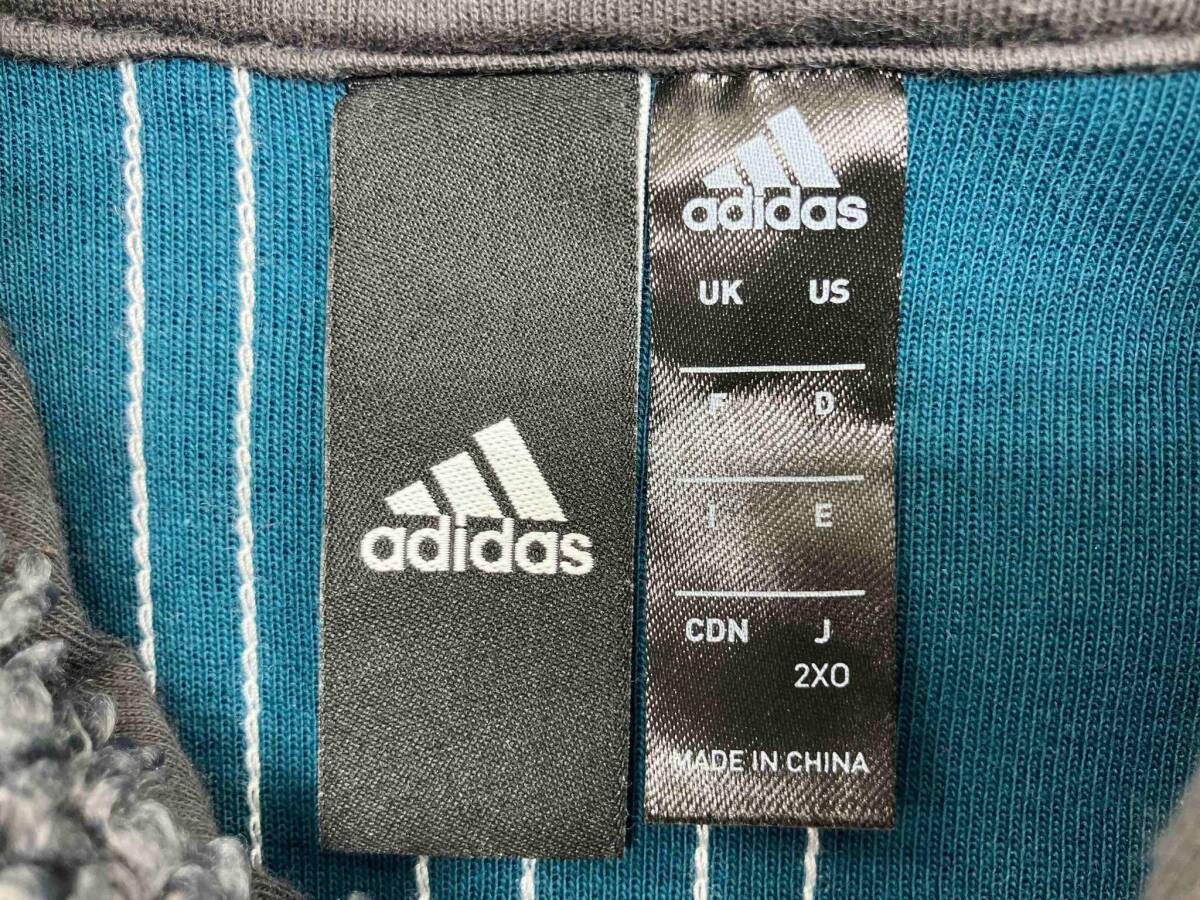 adidas
adidas
UK US
F D
I E
CDN J
2XO
MADE IN CHINA